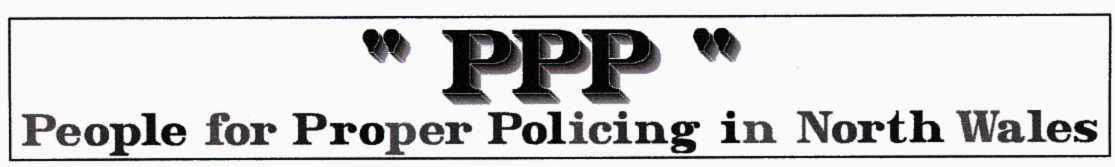 " PPP "
People for Proper Policing in North Wales